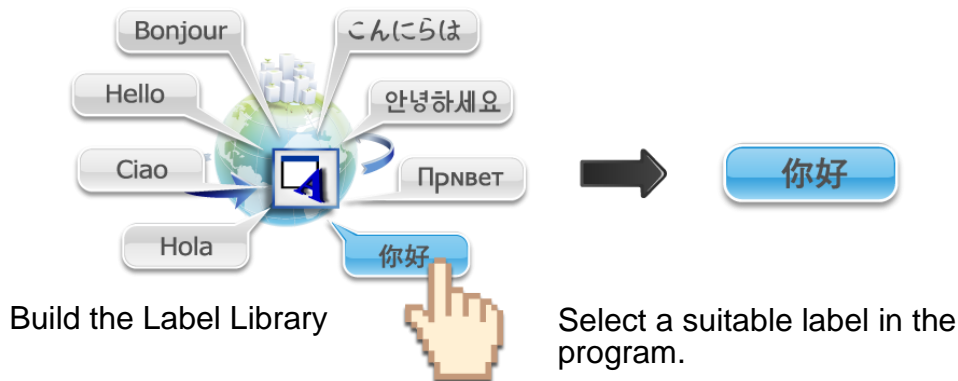 Bonjour
こんにちは
Hello
안녕하세요
Ciao
ПрNвет
Hola
你好
你好
Build the Label Library
Select a suitable label in the
program.